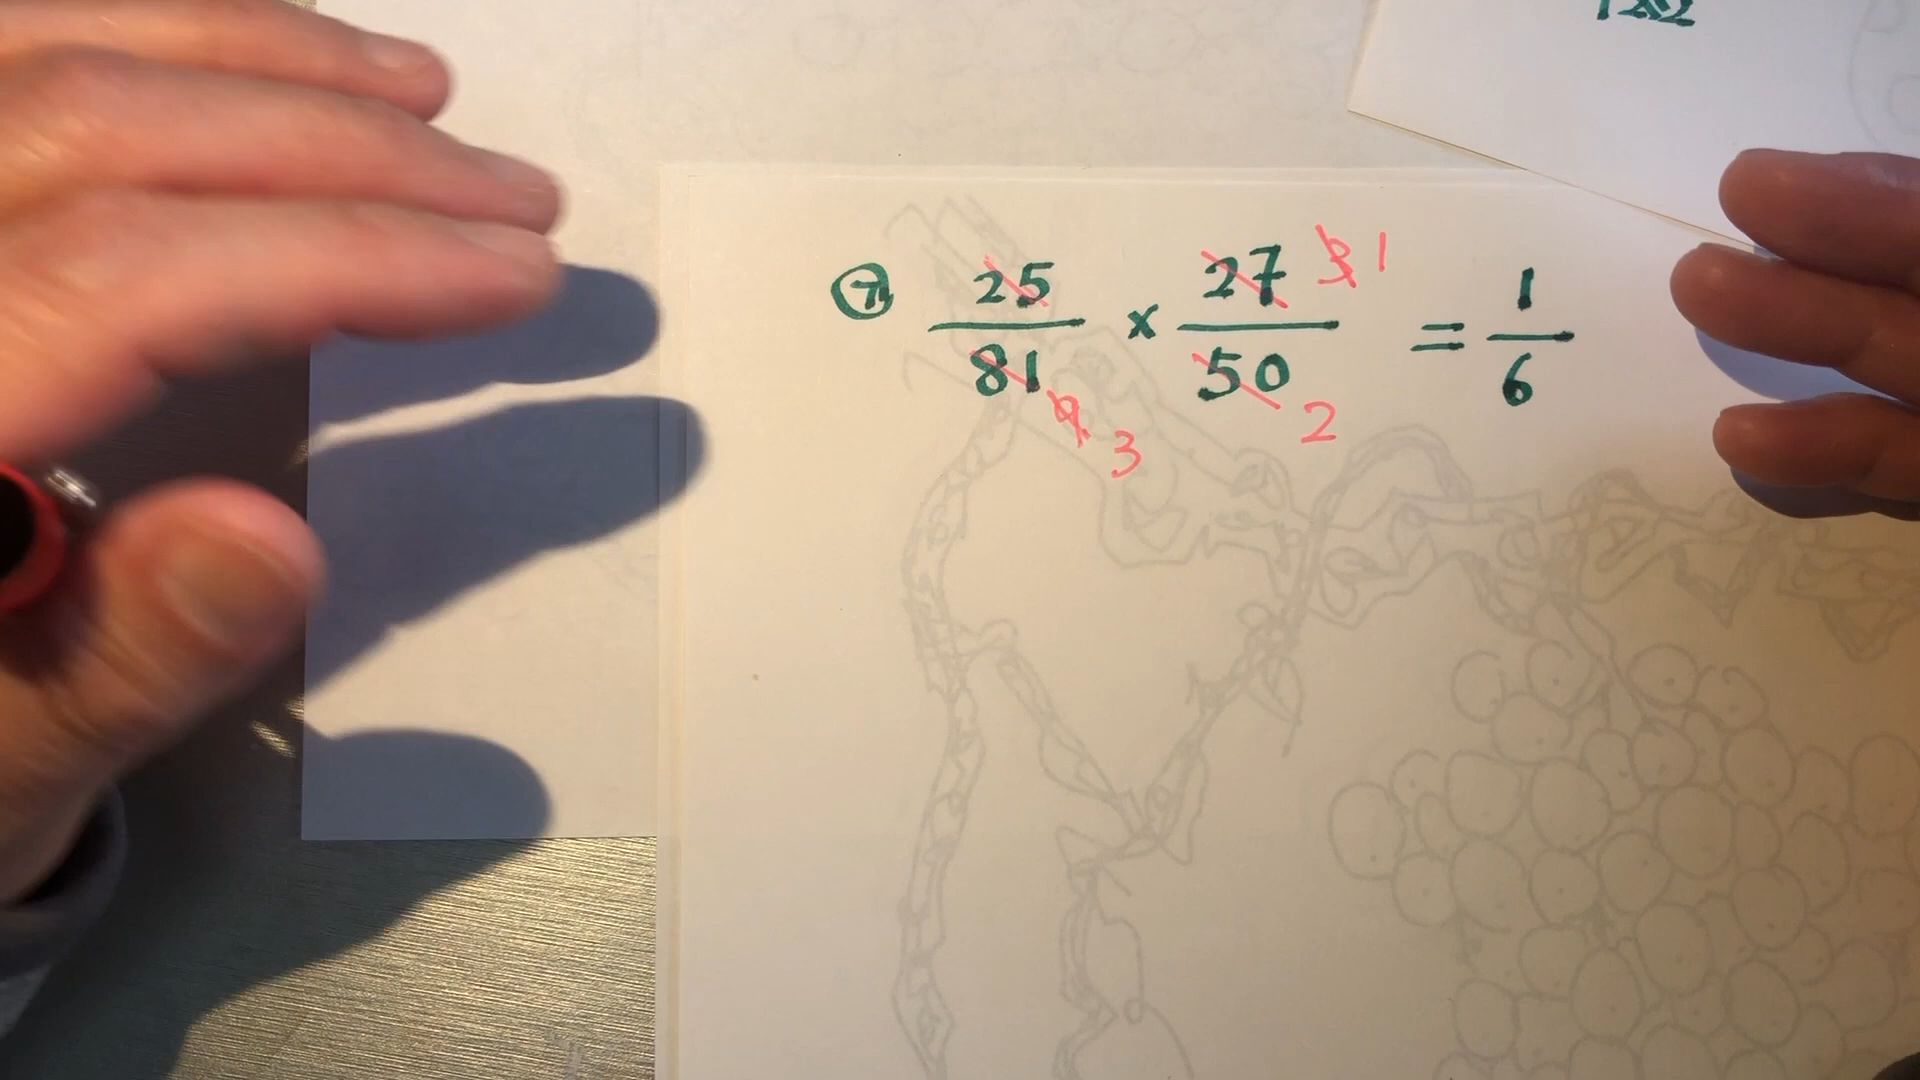 ⑦ 25/81 × 27/50 = 1/6
3 1
9 3 2